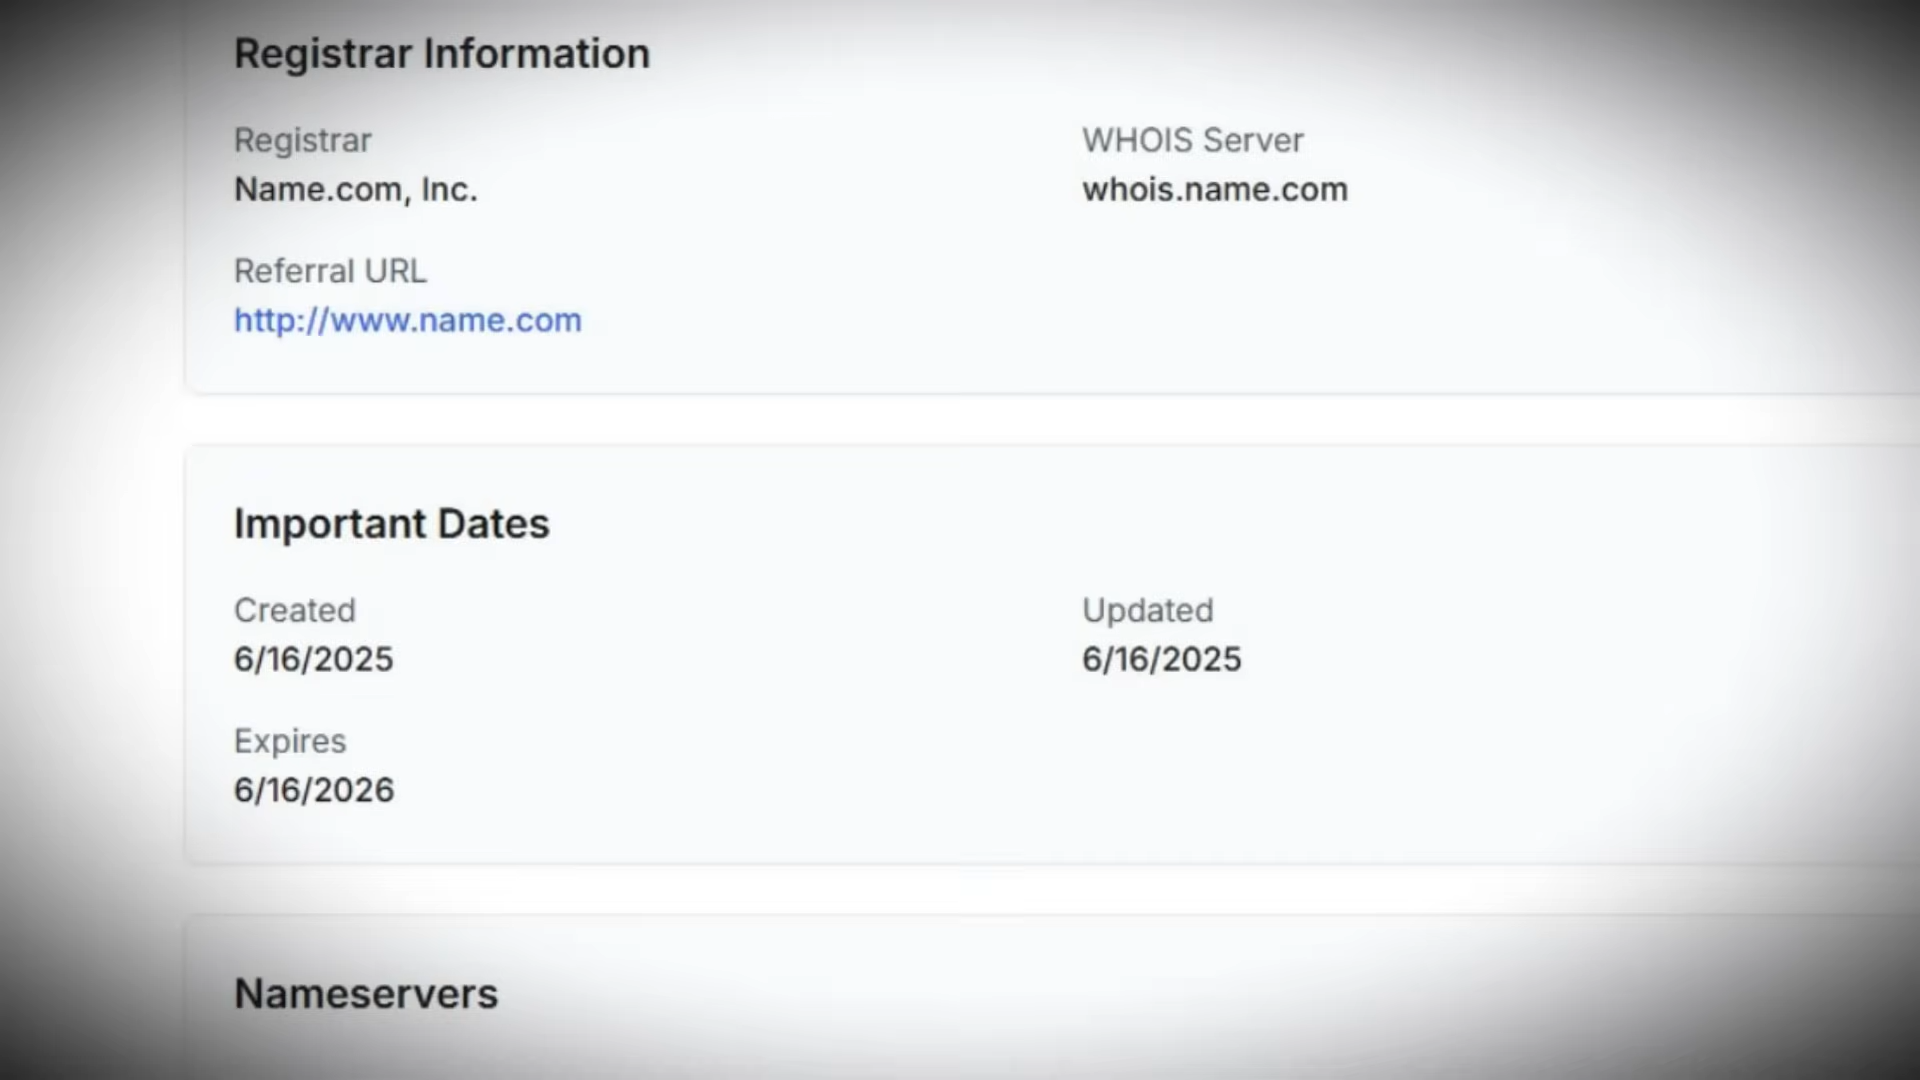 Registrar Information
Registrar
Name.com, Inc.
WHOIS Server
whois.name.com
Referral URL
http://www.name.com
Important Dates
Created
6/16/2025
Updated
6/16/2025
Expires
6/16/2026
Nameservers